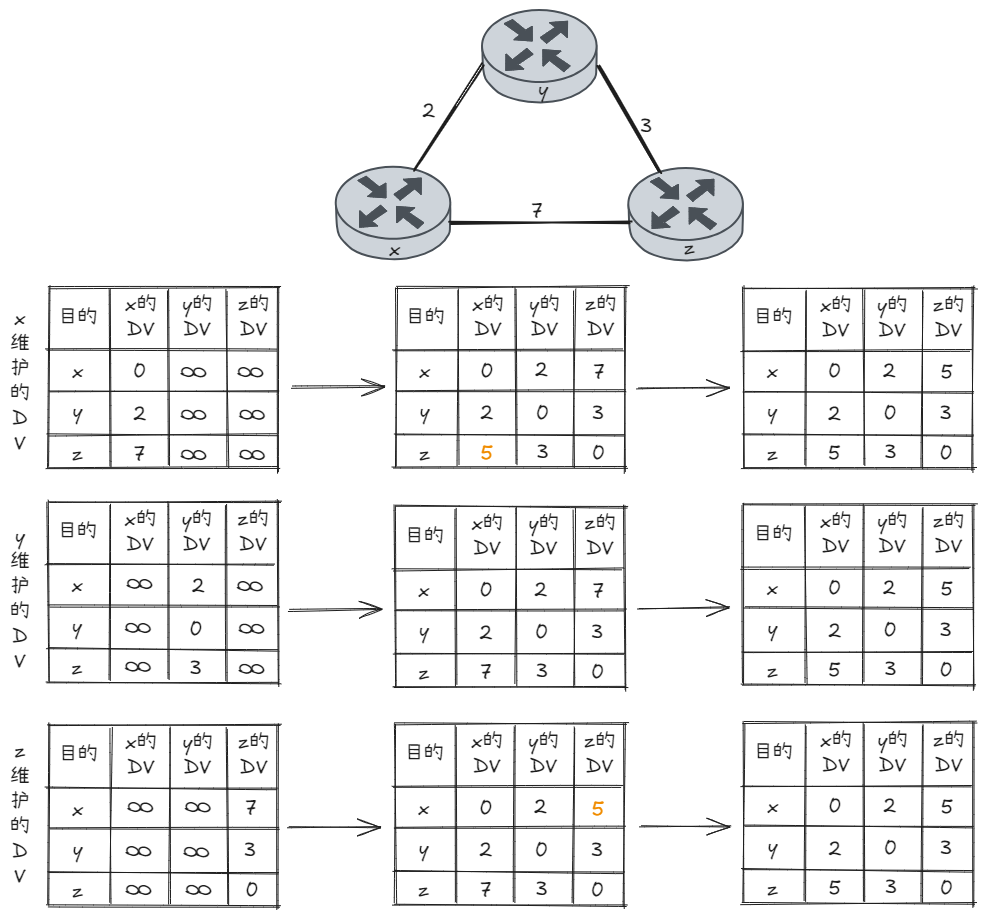 y
2
3
7
x
z
x维护的DV
目的 x的DV y的DV z的DV
x 0 ∞ ∞
y 2 ∞ ∞
z 7 ∞ ∞
目的 x的DV y的DV z的DV
x 0 2 7
y 2 0 3
z 5 3 0
目的 x的DV y的DV z的DV
x 0 2 5
y 2 0 3
z 5 3 0
y维护的DV
目的 x的DV y的DV z的DV
x ∞ 2 ∞
y ∞ 0 ∞
z ∞ 3 ∞
目的 x的DV y的DV z的DV
x 0 2 7
y 2 0 3
z 7 3 0
目的 x的DV y的DV z的DV
x 0 2 5
y 2 0 3
z 5 3 0
z维护的DV
目的 x的DV y的DV z的DV
x ∞ ∞ 7
y ∞ ∞ 3
z ∞ ∞ 0
目的 x的DV y的DV z的DV
x 0 2 5
y 2 0 3
z 7 3 0
目的 x的DV y的DV z的DV
x 0 2 5
y 2 0 3
z 5 3 0